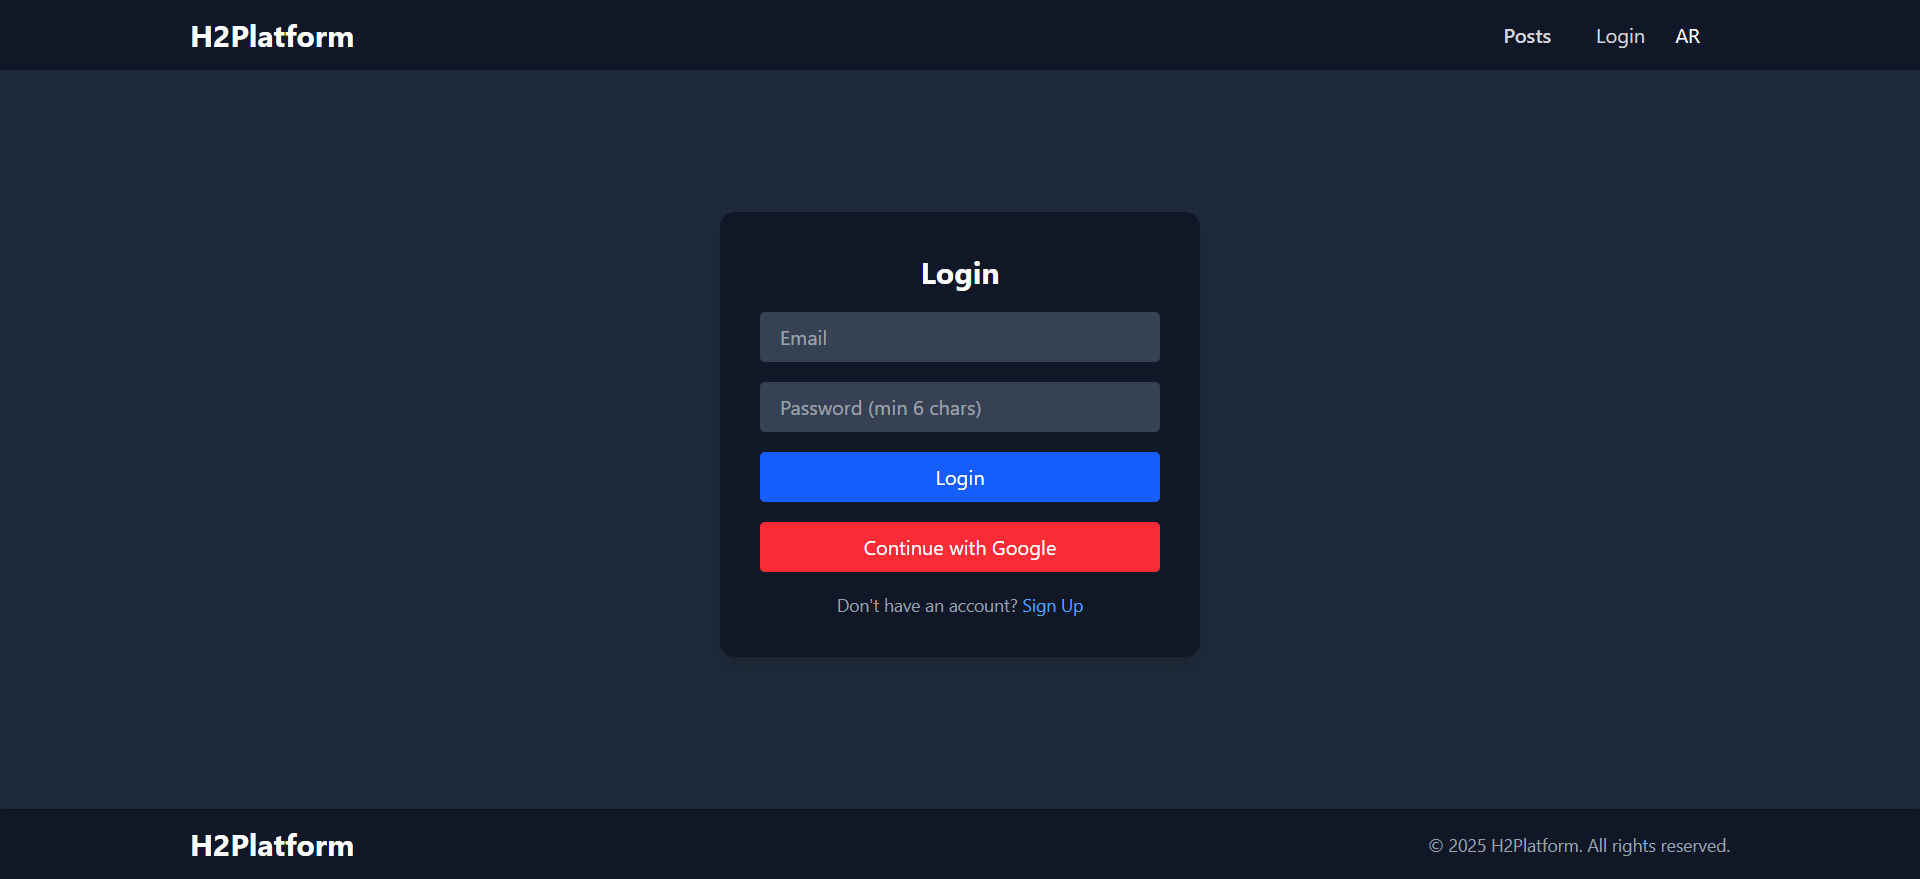 H2Platform
Posts Login AR
Login
Email
Password (min 6 chars)
Login
Continue with Google
Don't have an account? Sign Up
H2Platform
© 2025 H2Platform. All rights reserved.